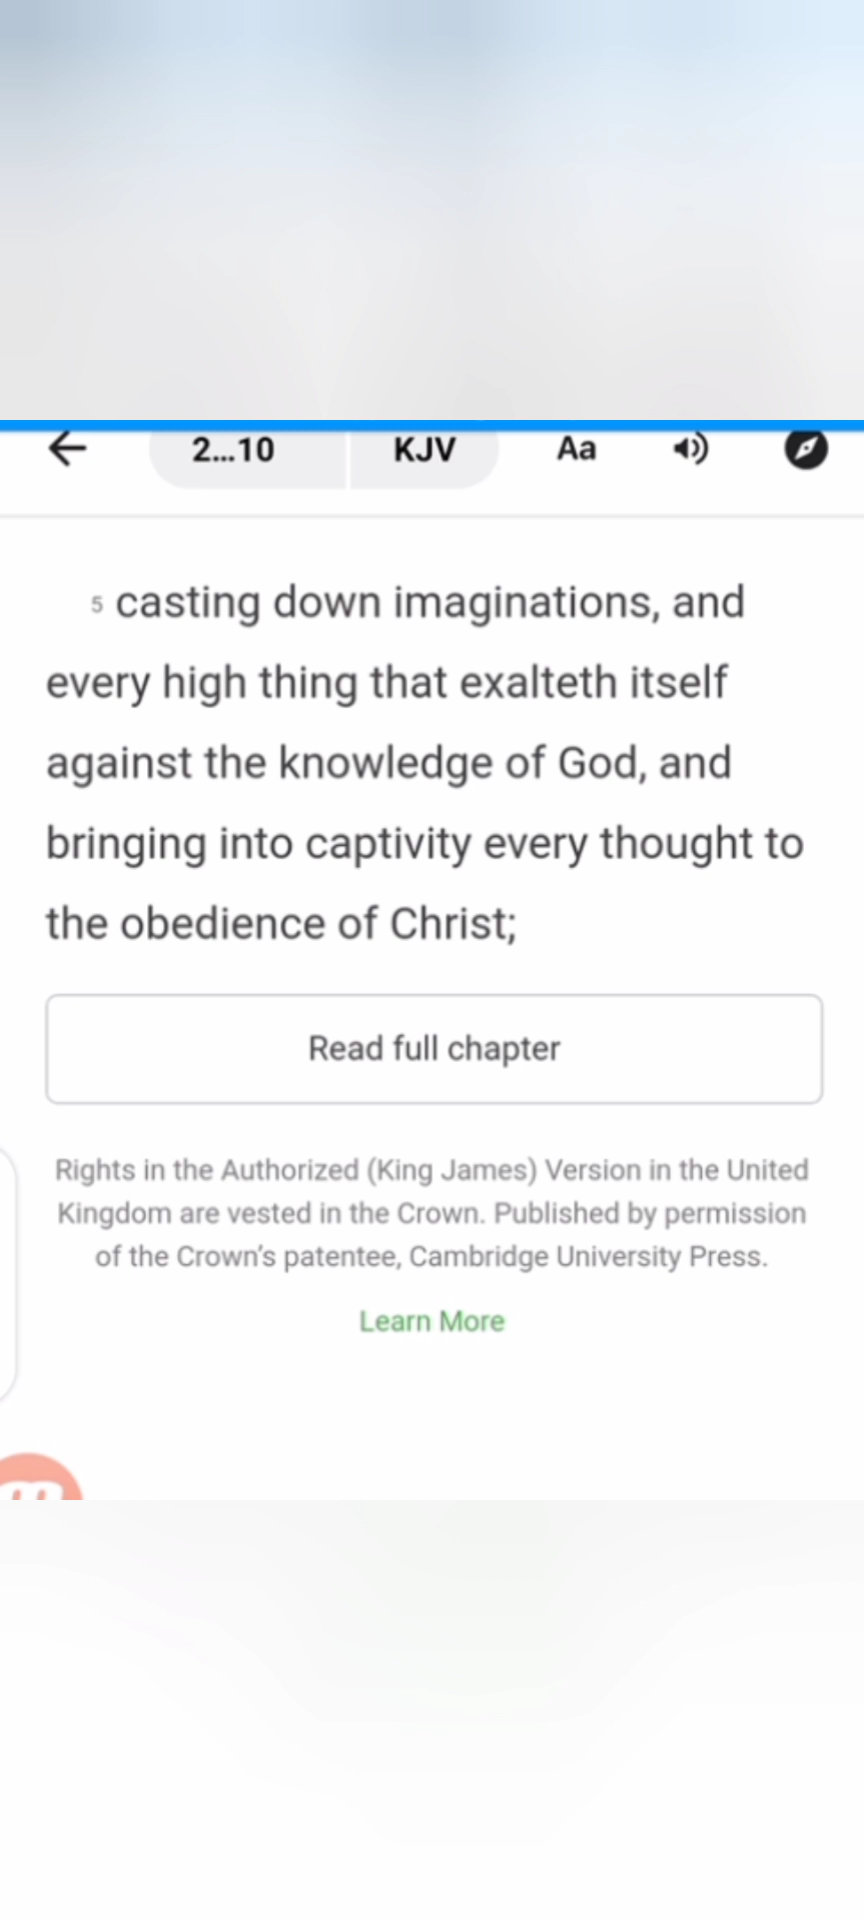 2...10 KJV Aa
5 casting down imaginations, and
every high thing that exalteth itself
against the knowledge of God, and
bringing into captivity every thought to
the obedience of Christ;
Read full chapter
Rights in the Authorized (King James) Version in the United
Kingdom are vested in the Crown. Published by permission
of the Crown’s patentee, Cambridge University Press.
Learn More